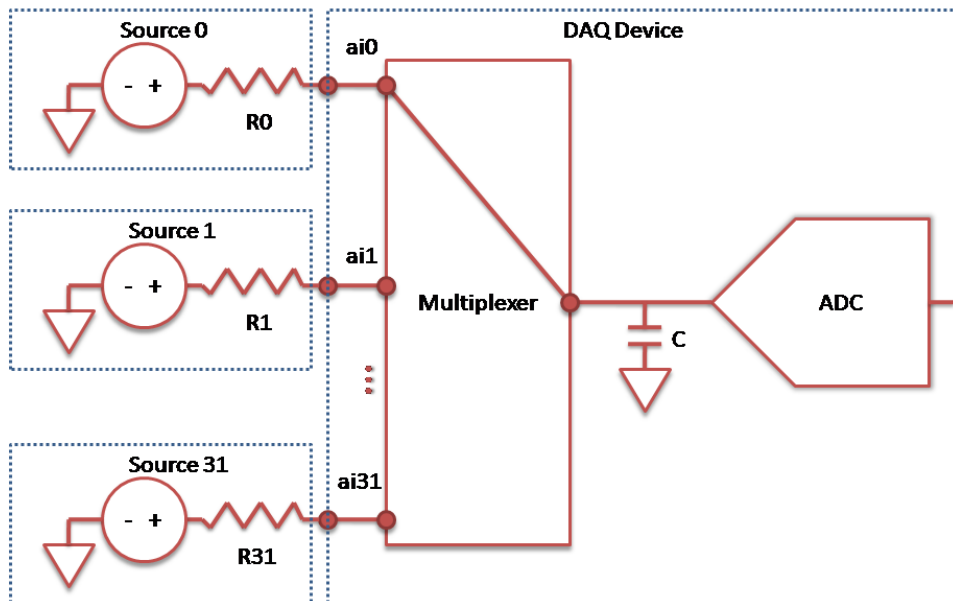 Source 0
- +
R0
ai0
DAQ Device
Source 1
- +
R1
ai1
Multiplexer
C
ADC
Source 31
- +
R31
ai31